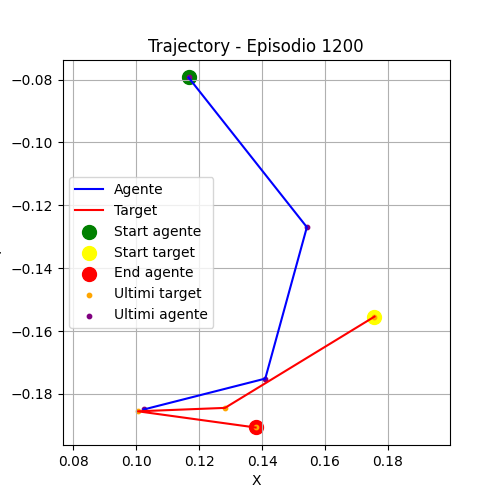 Trajectory - Episodio 1200
−0.08
−0.10
−0.12
−0.14
−0.16
−0.18
Agente
Target
Start agente
Start target
End agente
Ultimi target
Ultimi agente
0.08 0.10 0.12 0.14 0.16 0.18
X